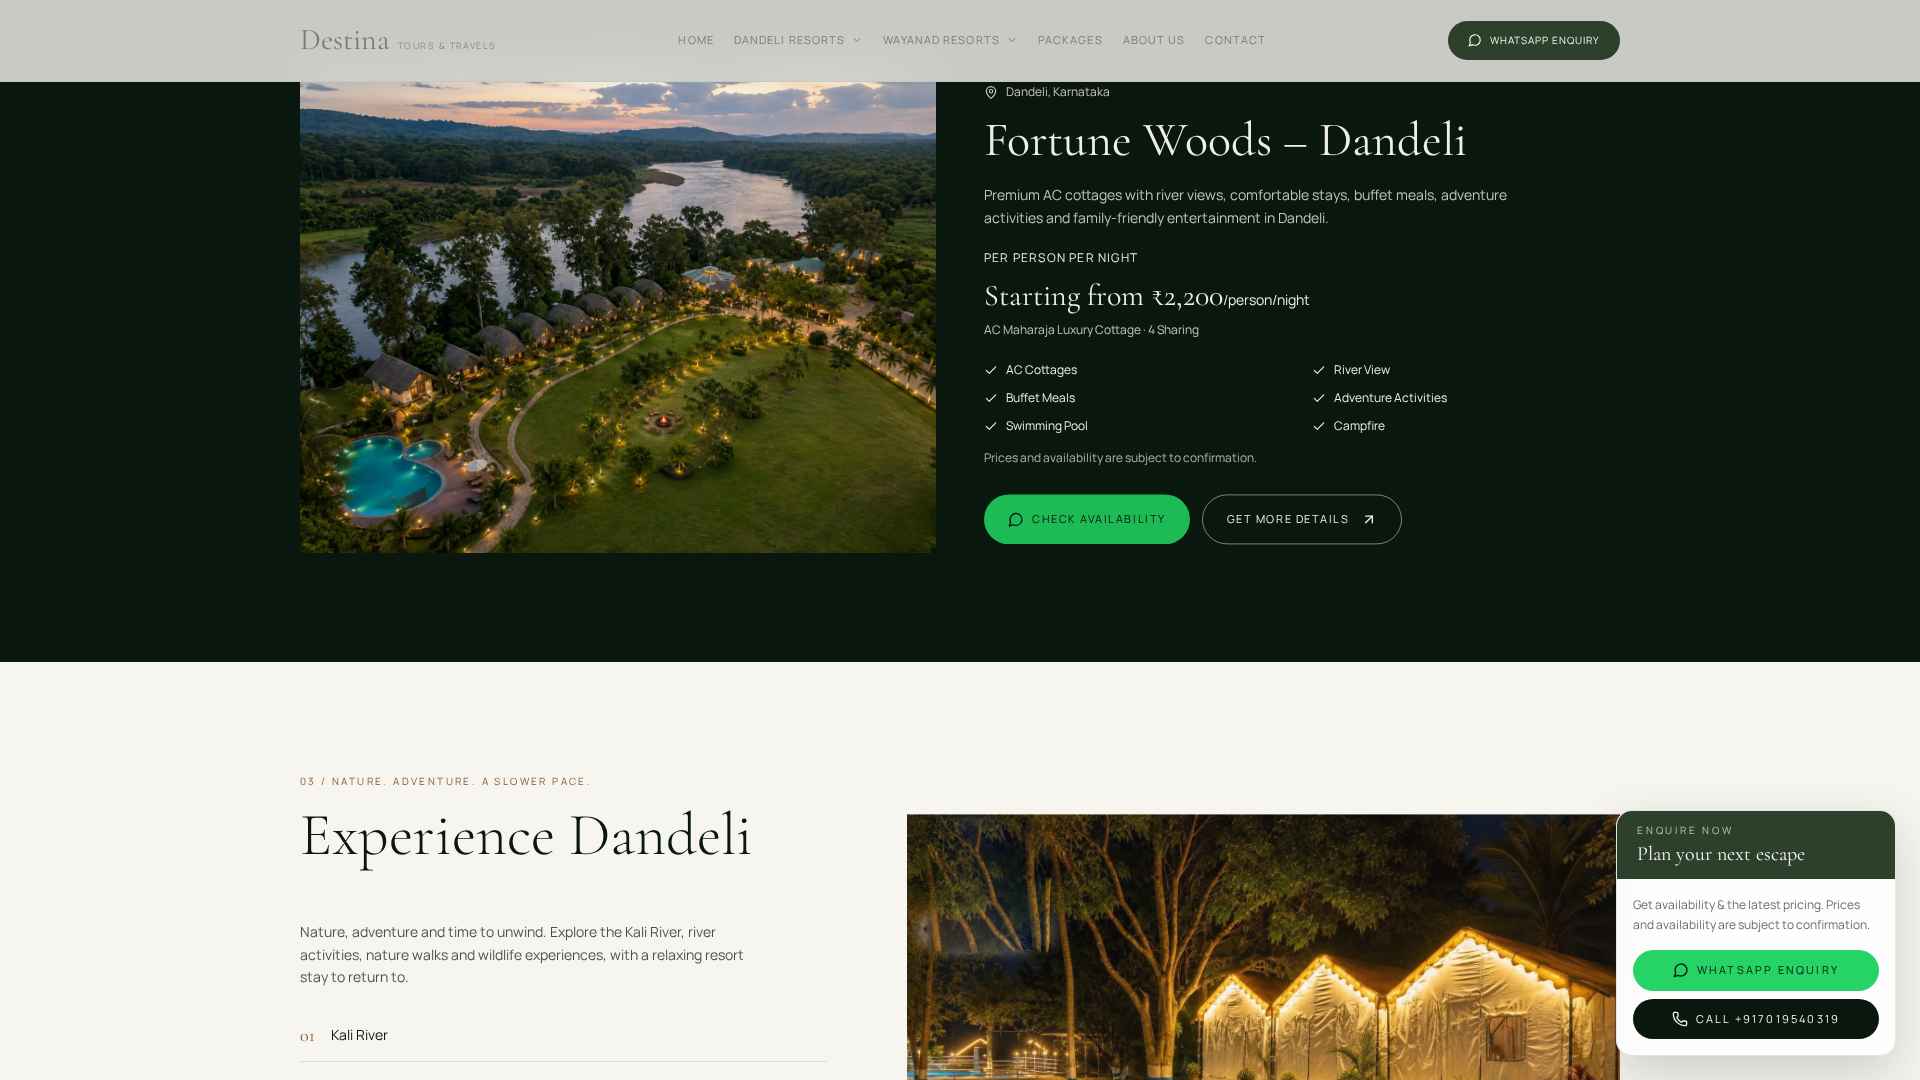 Destina TOURS & TRAVELS
HOME DANDELI RESORTS WAYANAD RESORTS PACKAGES ABOUT US CONTACT
WHATSAPP ENQUIRY
Dandeli, Karnataka
Fortune Woods – Dandeli
Premium AC cottages with river views, comfortable stays, buffet meals, adventure
activities and family-friendly entertainment in Dandeli.
PER PERSON PER NIGHT
Starting from ₹2,200/person/night
AC Maharaja Luxury Cottage · 4 Sharing
AC Cottages River View
Buffet Meals Adventure Activities
Swimming Pool Campfire
Prices and availability are subject to confirmation.
CHECK AVAILABILITY GET MORE DETAILS
03 / NATURE. ADVENTURE. A SLOWER PACE.
Experience Dandeli
Nature, adventure and time to unwind. Explore the Kali River, river
activities, nature walks and wildlife experiences, with a relaxing resort
stay to return to.
01 Kali River
ENQUIRE NOW
Plan your next escape
Get availability & the latest pricing. Prices
and availability are subject to confirmation.
WHATSAPP ENQUIRY
CALL +917019540319